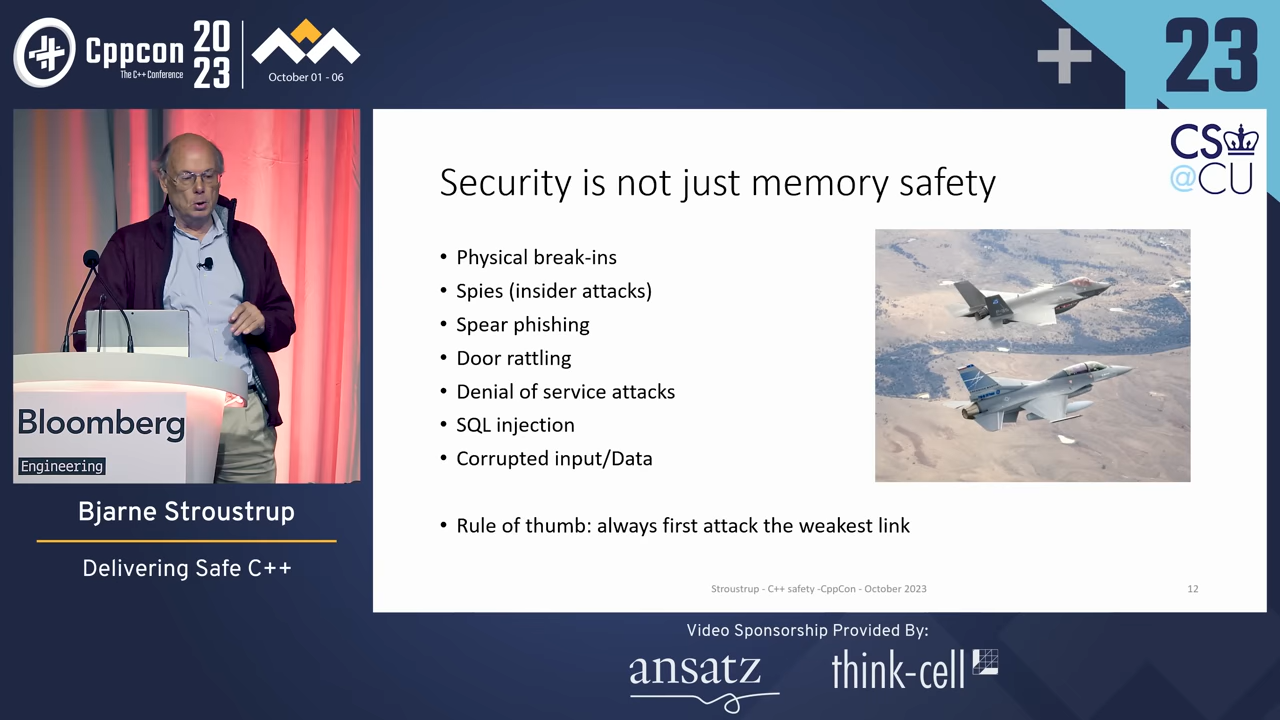 Cppcon
The C++ Conference
20
23
October 01 - 06
23
CS
@CU
Security is not just memory safety
• Physical break-ins
• Spies (insider attacks)
• Spear phishing
• Door rattling
• Denial of service attacks
• SQL injection
• Corrupted input/Data
• Rule of thumb: always first attack the weakest link
Stroustrup - C++ safety -CppCon - October 2023
12
Bloomberg
Engineering
Bjarne Stroustrup
Delivering Safe C++
Video Sponsorship Provided By:
ansatz
think-cell